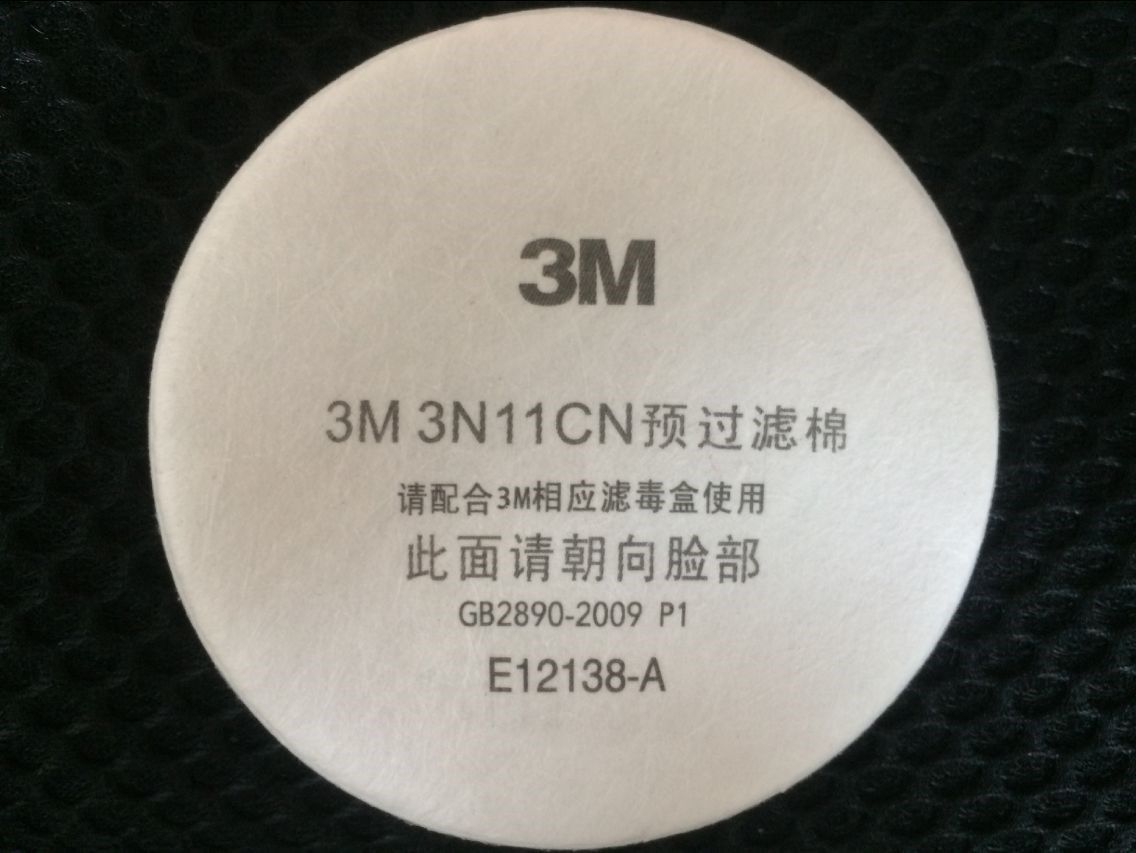 3M
3M 3N11CN预过滤棉
请配合3M相应滤毒盒使用
此面请朝向脸部
GB2890-2009 P1
E12138-A